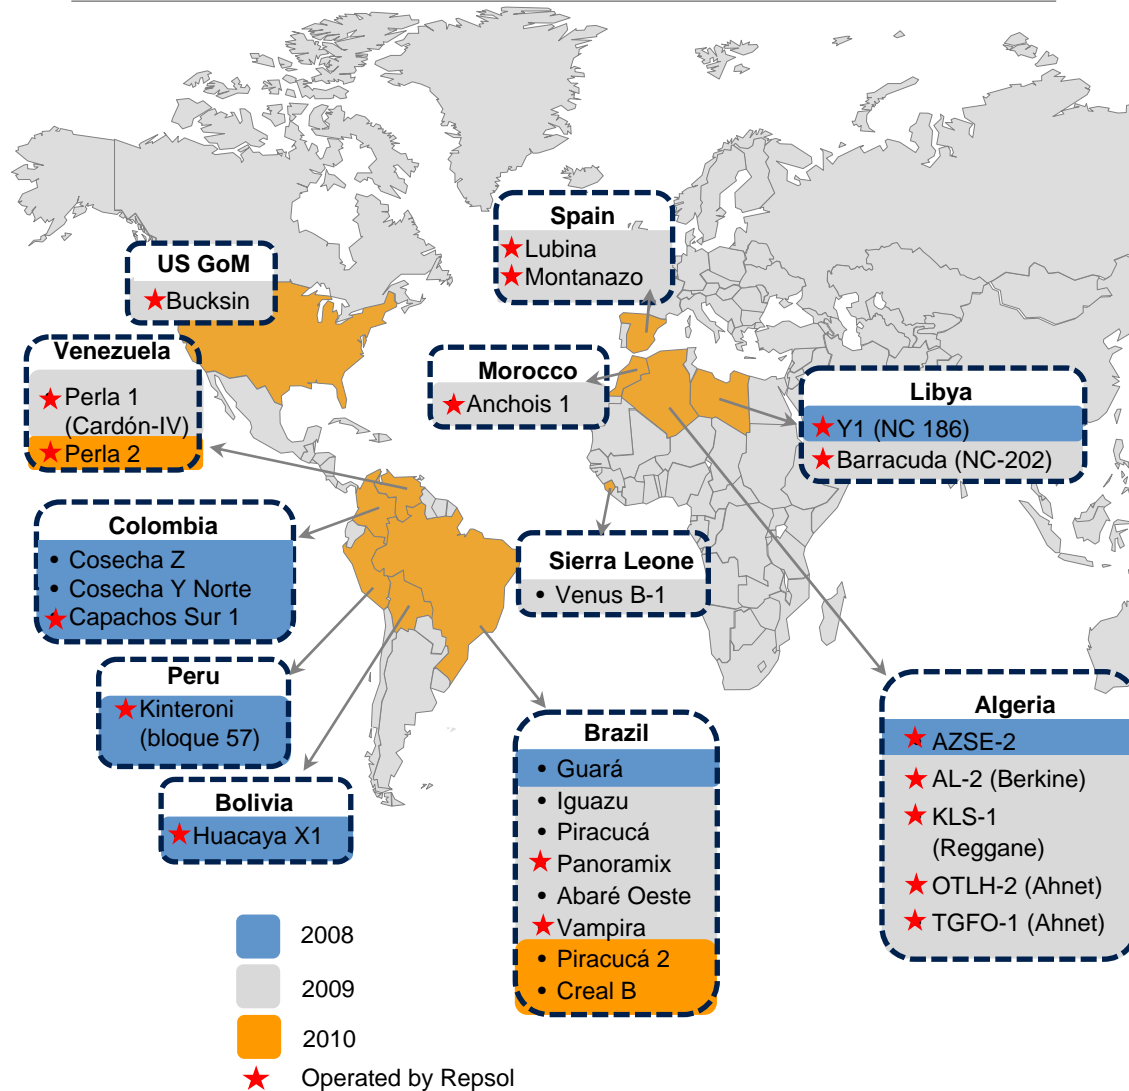 Spain
Lubina
Montanazo
US GoM
Bucksin
Venezuela
Perla 1
(Cardón-IV)
Perla 2
Morocco
Anchois 1
Libya
Y1 (NC 186)
Barracuda (NC-202)
Colombia
• Cosecha Z
• Cosecha Y Norte
Capachos Sur 1
Sierra Leone
• Venus B-1
Peru
Kinteroni
(bloque 57)
Bolivia
Huacaya X1
Brazil
• Guará
• Iguazu
• Piracucá
Panoramix
• Abaré Oeste
Vampira
• Piracucá 2
• Creal B
Algeria
AZSE-2
AL-2 (Berkine)
KLS-1
(Reggane)
OTLH-2 (Ahnet)
TGFO-1 (Ahnet)
2008
2009
2010
Operated by Repsol